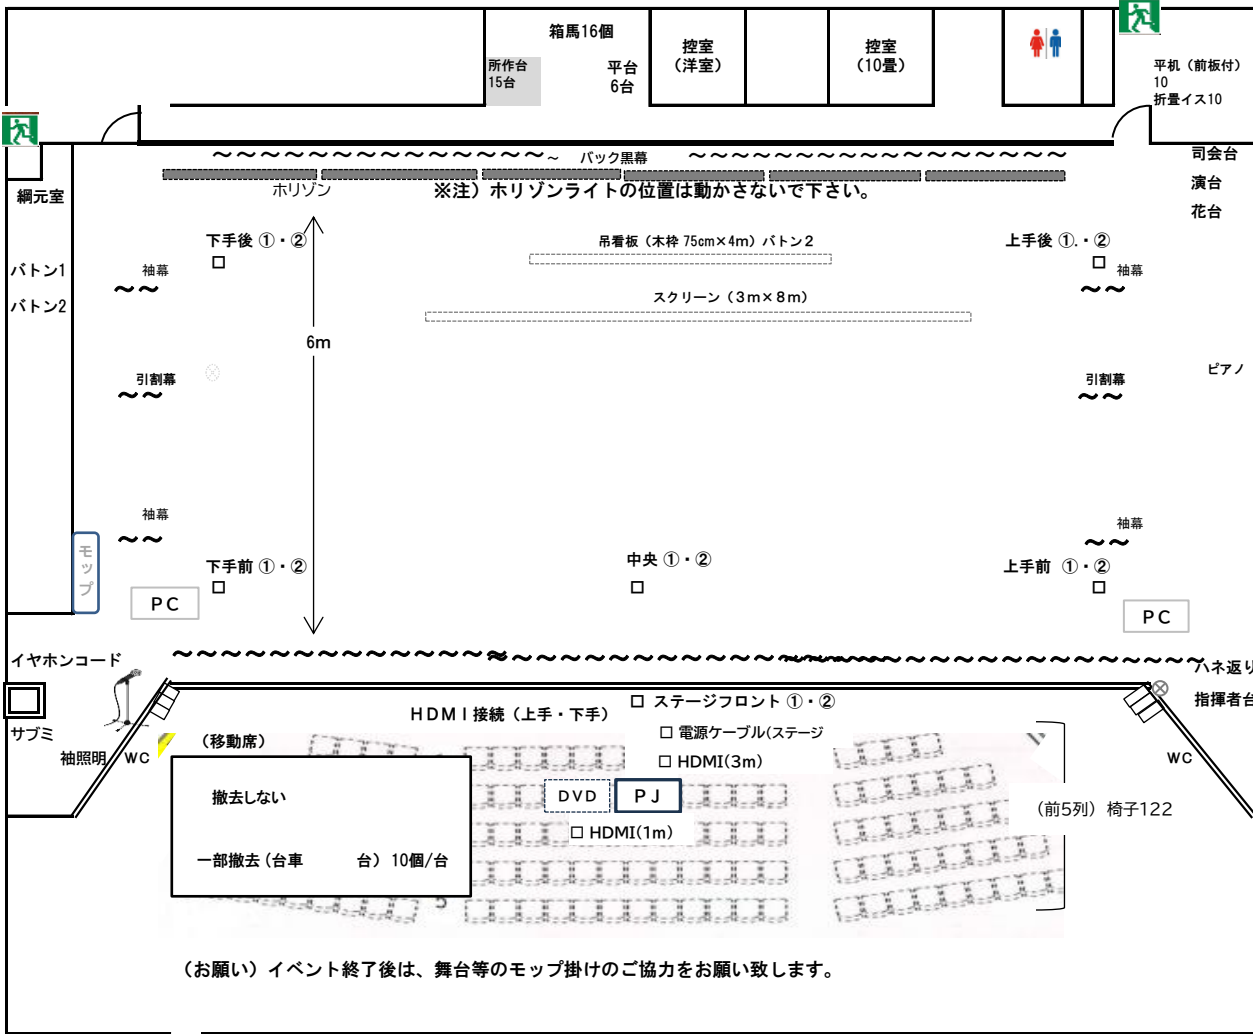 箱馬16個
所作台
15台
平台
6台
控室
(洋室)
控室
(10畳)
平机（前板付）
10
折畳イス10
～ バック黒幕
司会台
ホリゾン
※注）ホリゾンライトの位置は動かさないで下さい。
演台
綱元室
花台
下手後 ①・②
吊看板（木枠 75cm×4m）バトン２
上手後 ①.・②
バトン1
袖幕
袖幕
バトン2
スクリーン（3ｍ×８ｍ）
6m
引割幕
引割幕
ピアノ
袖幕
袖幕
モップ
下手前 ①・②
中央 ①・②
上手前 ①・②
ＰＣ
ＰＣ
イヤホンコード
ハネ返り
サブミ
ＨＤＭＩ接続（上手・下手）
□ ステージフロント ①・②
指揮者台
袖照明
WC
（移動席）
□ 電源ケーブル(ステージ
□ HDMI(3m)
WC
撤去しない
DVD
ＰＪ
（前5列）椅子122
□ HDMI(1m)
一部撤去（台車　　　台）10個/台
（お願い）イベント終了後は、舞台等のモップ掛けのご協力をお願い致します。